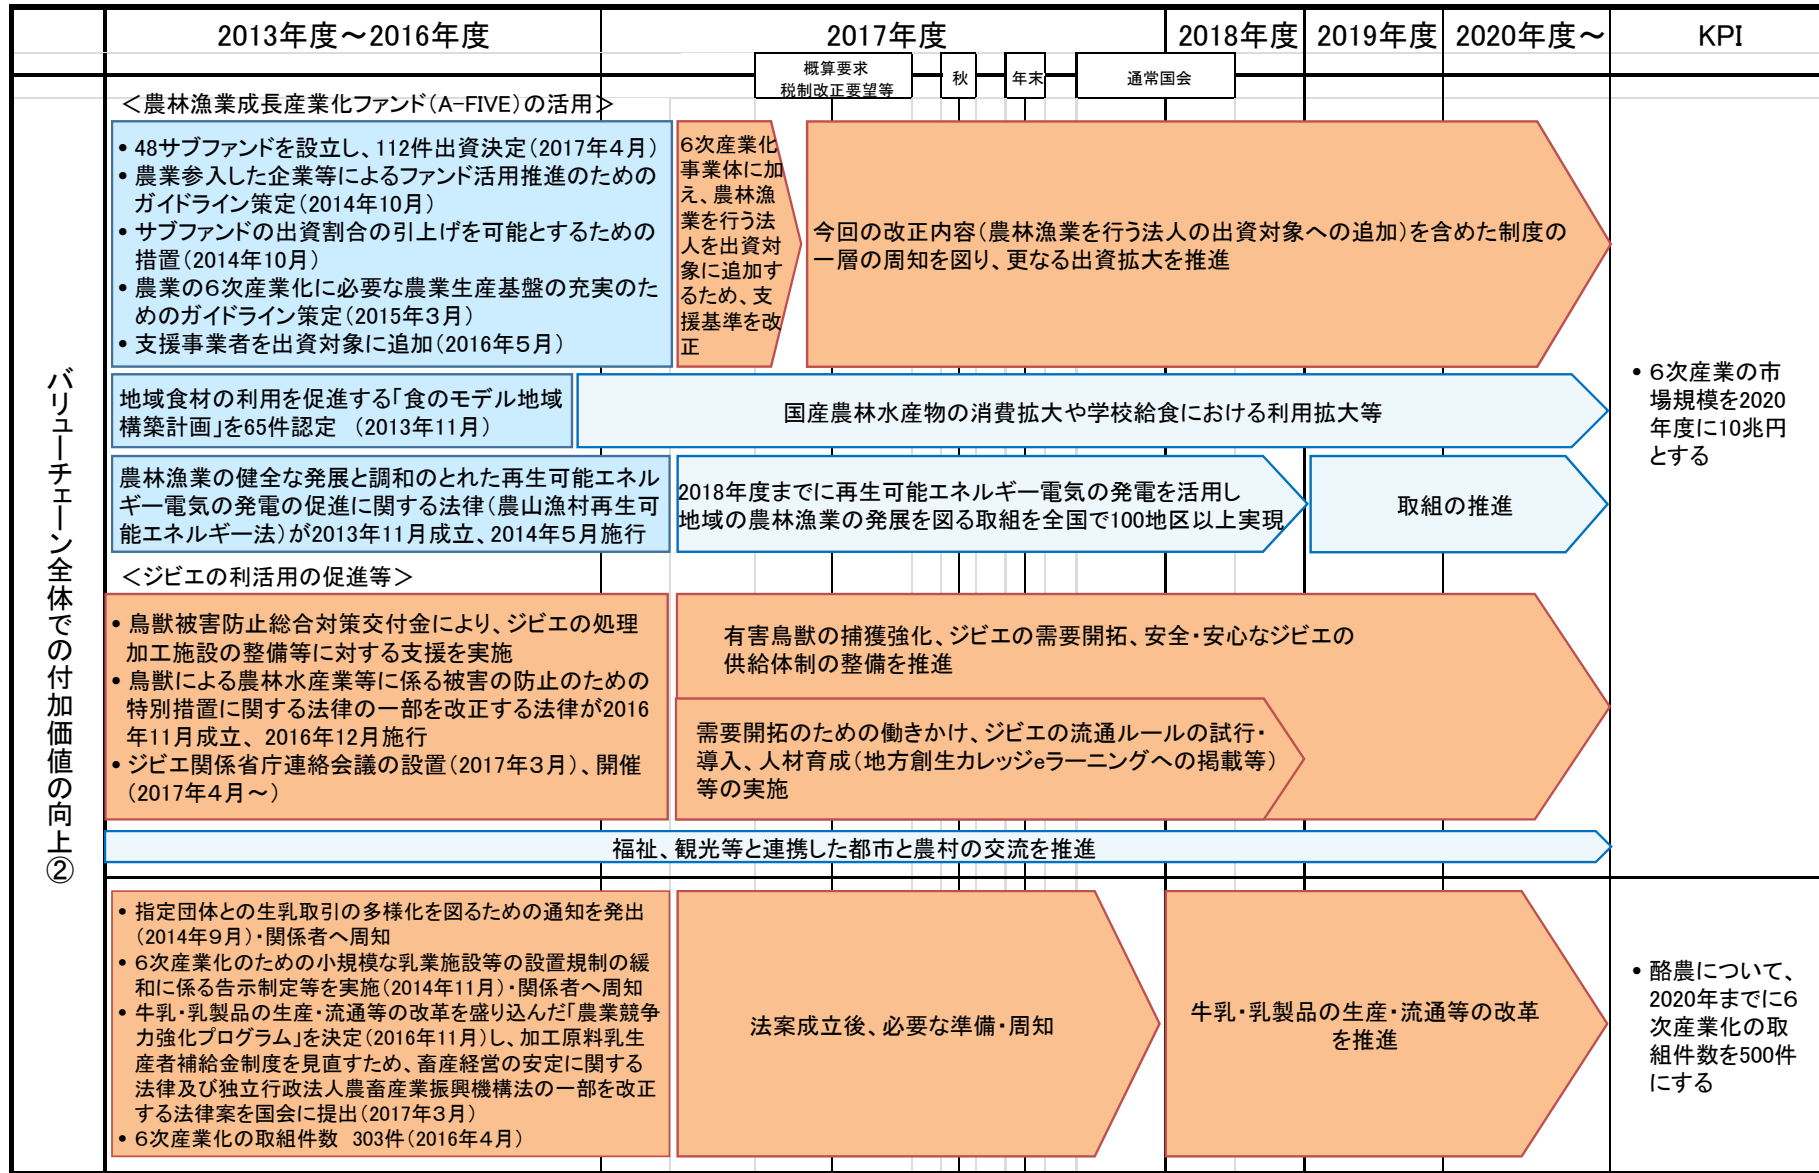 2013年度～2016年度
2017年度
2018年度
2019年度
2020年度～
KPI
概算要求
税制改正要望等
秋
年末
通常国会
バリューチェーン全体での付加価値の向上②
＜農林漁業成長産業化ファンド（A-FIVE）の活用＞
• 48サブファンドを設立し、112件出資決定（2017年４月）
• 農業参入した企業等によるファンド活用推進のための
ガイドライン策定（2014年10月）
• サブファンドの出資割合の引上げを可能とするための
措置（2014年10月）
• 農業の６次産業化に必要な農業生産基盤の充実のた
めのガイドライン策定（2015年３月）
• 支援事業者を出資対象に追加（2016年５月）
６次産業化
事業体に加
え、農林漁
業を行う法
人を出資対
象に追加す
るため、支
援基準を改
正
今回の改正内容（農林漁業を行う法人の出資対象への追加）を含めた制度の
一層の周知を図り、更なる出資拡大を推進
地域食材の利用を促進する「食のモデル地域
構築計画」を65件認定　（2013年11月）
国産農林水産物の消費拡大や学校給食における利用拡大等
農林漁業の健全な発展と調和のとれた再生可能エネル
ギー電気の発電の促進に関する法律（農山漁村再生可
能エネルギー法）が2013年11月成立、2014年５月施行
2018年度までに再生可能エネルギー電気の発電を活用し
地域の農林漁業の発展を図る取組を全国で100地区以上実現
取組の推進
• ６次産業の市
場規模を2020
年度に10兆円
とする
＜ジビエの利活用の促進等＞
• 鳥獣被害防止総合対策交付金により、ジビエの処理
加工施設の整備等に対する支援を実施
• 鳥獣による農林水産業等に係る被害の防止のための
特別措置に関する法律の一部を改正する法律が2016
年11月成立、2016年12月施行
• ジビエ関係省庁連絡会議の設置（2017年３月）、開催
（2017年４月～）
有害鳥獣の捕獲強化、ジビエの需要開拓、安全・安心なジビエの
供給体制の整備を推進
需要開拓のための働きかけ、ジビエの流通ルールの試行・
導入、人材育成（地方創生カレッジeラーニングへの掲載等）
等の実施
福祉、観光等と連携した都市と農村の交流を推進
• 指定団体との生乳取引の多様化を図るための通知を発出
（2014年９月）・関係者へ周知
• ６次産業化のための小規模な乳業施設等の設置規制の緩
和に係る告示制定等を実施（2014年11月）・関係者へ周知
• 牛乳・乳製品の生産・流通等の改革を盛り込んだ「農業競争
力強化プログラム」を決定（2016年11月）し、加工原料乳生
産者補給金制度を見直すため、畜産経営の安定に関する
法律及び独立行政法人農畜産業振興機構法の一部を改正
する法律案を国会に提出（2017年３月）
• ６次産業化の取組件数　303件（2016年４月）
法案成立後、必要な準備・周知
牛乳・乳製品の生産・流通等の改革
を推進
• 酪農について、
2020年までに６
次産業化の取
組件数を500件
にする